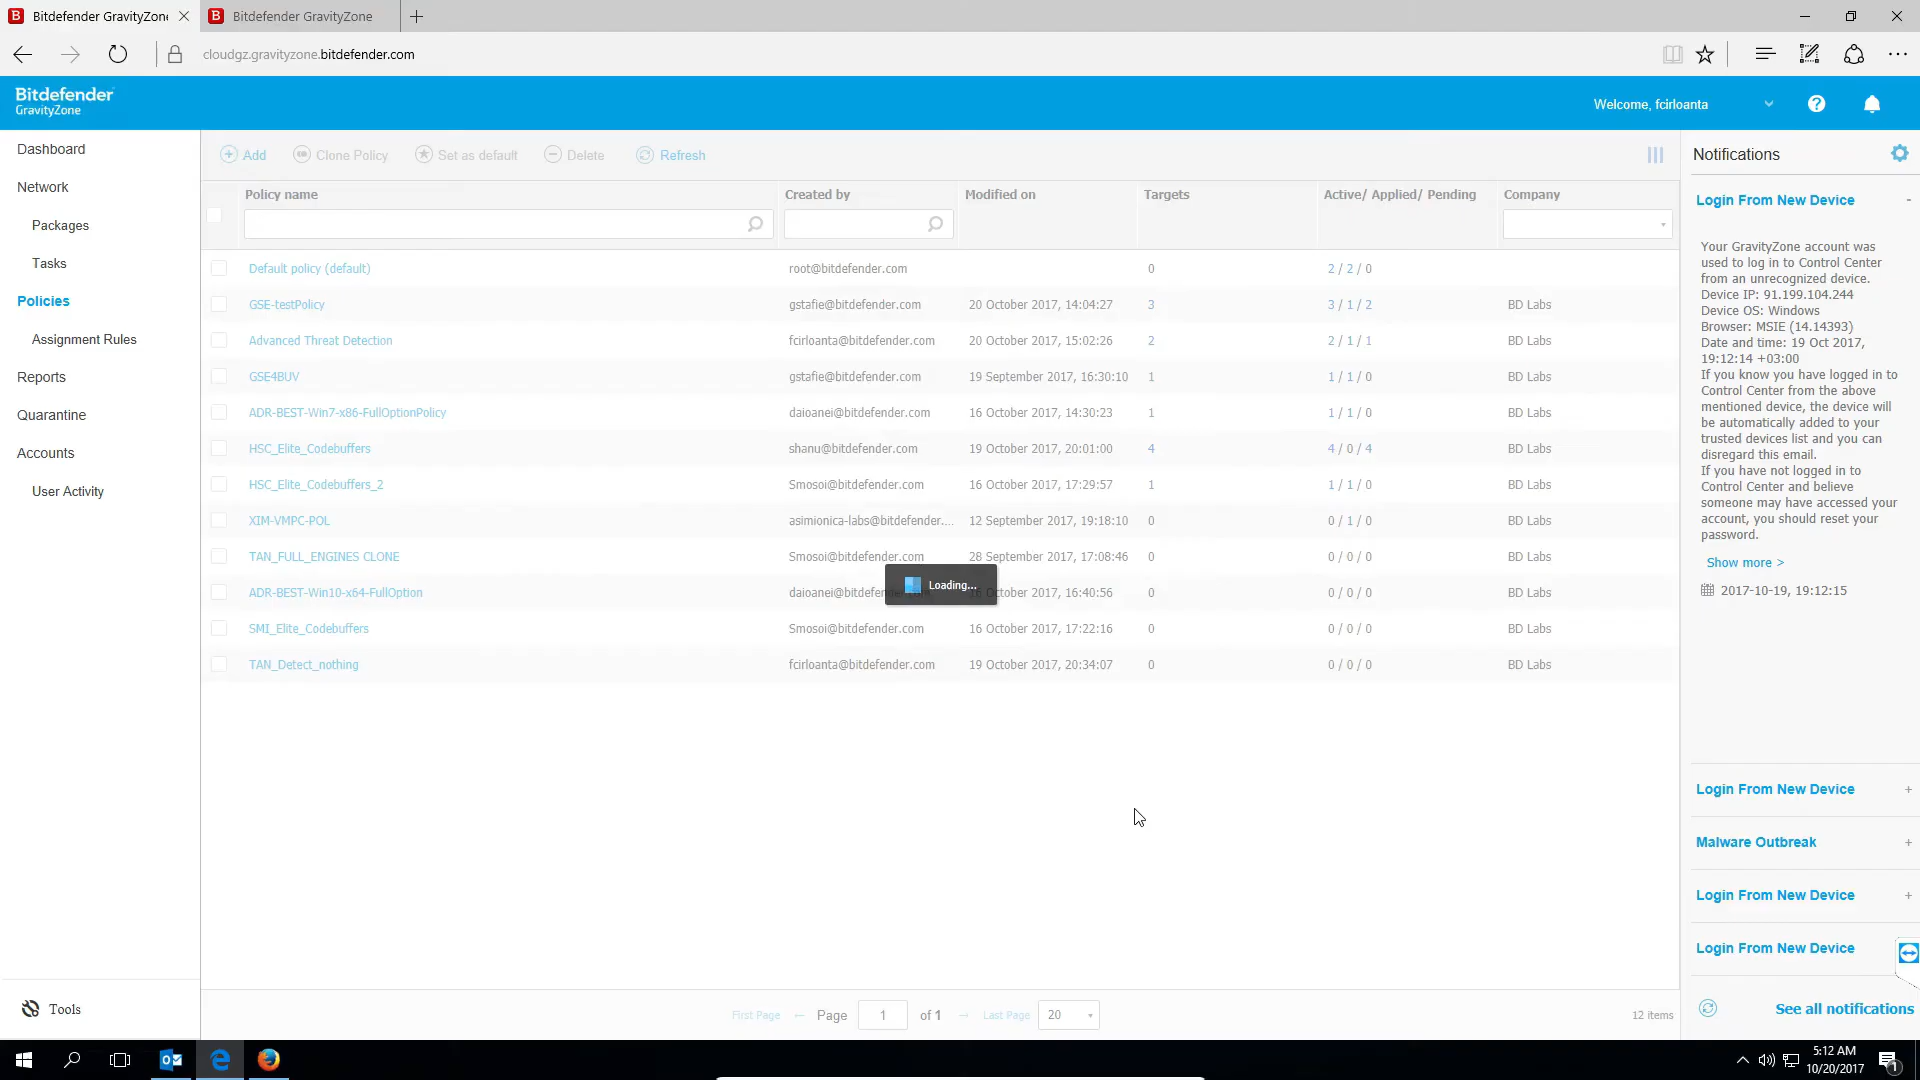 Bitdefender GravityZon
Bitdefender GravityZone
cloudgz.gravityzone.bitdefender.com
Bitdefender
GravityZone
Welcome, fcirloanta
Dashboard
Network
Packages
Tasks
Policies
Assignment Rules
Reports
Quarantine
Accounts
User Activity
Tools
Add
Clone Policy
Set as default
Delete
Refresh
Policy name
Created by
Modified on
Targets
Active/ Applied/ Pending
Company
Default policy (default) root@bitdefender.com 0 2 / 2 / 0
GSE-testPolicy gstafie@bitdefender.com 20 October 2017, 14:04:27 3 3 / 1 / 2 BD Labs
Advanced Threat Detection fcirloanta@bitdefender.com 20 October 2017, 15:02:26 2 2 / 1 / 1 BD Labs
GSE4BUV gstafie@bitdefender.com 19 September 2017, 16:30:10 1 1 / 1 / 0 BD Labs
ADR-BEST-Win7-x86-FullOptionPolicy daioanei@bitdefender.com 16 October 2017, 14:30:23 1 1 / 1 / 0 BD Labs
HSC_Elite_Codebuffers shanu@bitdefender.com 19 October 2017, 20:01:00 4 4 / 0 / 4 BD Labs
HSC_Elite_Codebuffers_2 Smosoi@bitdefender.com 16 October 2017, 17:29:57 1 1 / 1 / 0 BD Labs
XIM-VMPC-POL asimionica-labs@bitdefender.... 12 September 2017, 19:18:10 0 0 / 1 / 0 BD Labs
TAN_FULL_ENGINES CLONE Smosoi@bitdefender.com 28 September 2017, 17:08:46 0 0 / 0 / 0 BD Labs
ADR-BEST-Win10-x64-FullOption daioanei@bitdefen October 2017, 16:40:56 0 0 / 0 / 0 BD Labs
Loading...
SMI_Elite_Codebuffers Smosoi@bitdefender.com 16 October 2017, 17:22:16 0 0 / 0 / 0 BD Labs
TAN_Detect_nothing fcirloanta@bitdefender.com 19 October 2017, 20:34:07 0 0 / 0 / 0 BD Labs
First Page ← Page 1 of 1 → Last Page 20
12 items
Notifications
Login From New Device -
Your GravityZone account was
used to log in to Control Center
from an unrecognized device.
Device IP: 91.199.104.244
Device OS: Windows
Browser: MSIE (14.14393)
Date and time: 19 Oct 2017,
19:12:14 +03:00
If you know you have logged in to
Control Center from the above
mentioned device, the device will
be automatically added to your
trusted devices list and you can
disregard this email.
If you have not logged in to
Control Center and believe
someone may have accessed your
account, you should reset your
password.
Show more >
2017-10-19, 19:12:15
Login From New Device +
Malware Outbreak +
Login From New Device +
Login From New Device
See all notifications
5:12 AM
10/20/2017
1